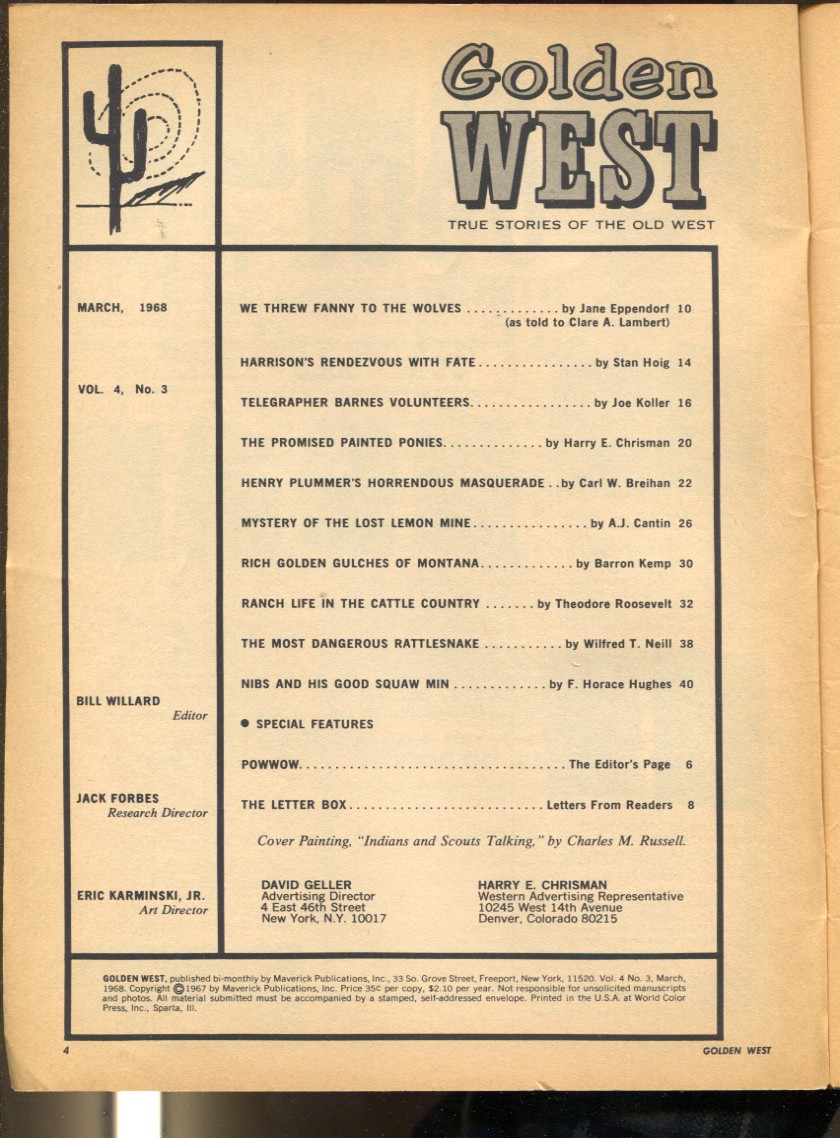 Golden
WEST
TRUE STORIES OF THE OLD WEST
MARCH, 1968
VOL. 4, No. 3
WE THREW FANNY TO THE WOLVES ............. by Jane Eppendorf 10
(as told to Clare A. Lambert)
HARRISON'S RENDEZVOUS WITH FATE................ by Stan Hoig 14
TELEGRAPHER BARNES VOLUNTEERS................. by Joe Koller 16
THE PROMISED PAINTED PONIES............. by Harry E. Chrisman 20
HENRY PLUMMER'S HORRENDOUS MASQUERADE ..by Carl W. Breihan 22
MYSTERY OF THE LOST LEMON MINE................ by A.J. Cantin 26
RICH GOLDEN GULCHES OF MONTANA............. by Barron Kemp 30
RANCH LIFE IN THE CATTLE COUNTRY ....... by Theodore Roosevelt 32
THE MOST DANGEROUS RATTLESNAKE ........... by Wilfred T. Neill 38
NIBS AND HIS GOOD SQUAW MIN ............. by F. Horace Hughes 40
● SPECIAL FEATURES
POWWOW..................................... The Editor's Page 6
THE LETTER BOX.......................... Letters From Readers 8
Cover Painting, "Indians and Scouts Talking," by Charles M. Russell.
BILL WILLARD
Editor
JACK FORBES
Research Director
ERIC KARMINSKI, JR.
Art Director
DAVID GELLER
Advertising Director
4 East 46th Street
New York, N.Y. 10017
HARRY E. CHRISMAN
Western Advertising Representative
10245 West 14th Avenue
Denver, Colorado 80215
GOLDEN WEST, published bi-monthly by Maverick Publications, Inc., 33 So. Grove Street, Freeport, New York, 11520. Vol. 4 No. 3, March,
1968. Copyright ©1967 by Maverick Publications, Inc. Price 35C per copy, $2.10 per year. Not responsible for unsolicited manuscripts
and photos. All material submitted must be accompanied by a stamped, self-addressed envelope. Printed in the U.S.A. at World Color
Press, Inc., Sparta, Ill.
4
GOLDEN WEST